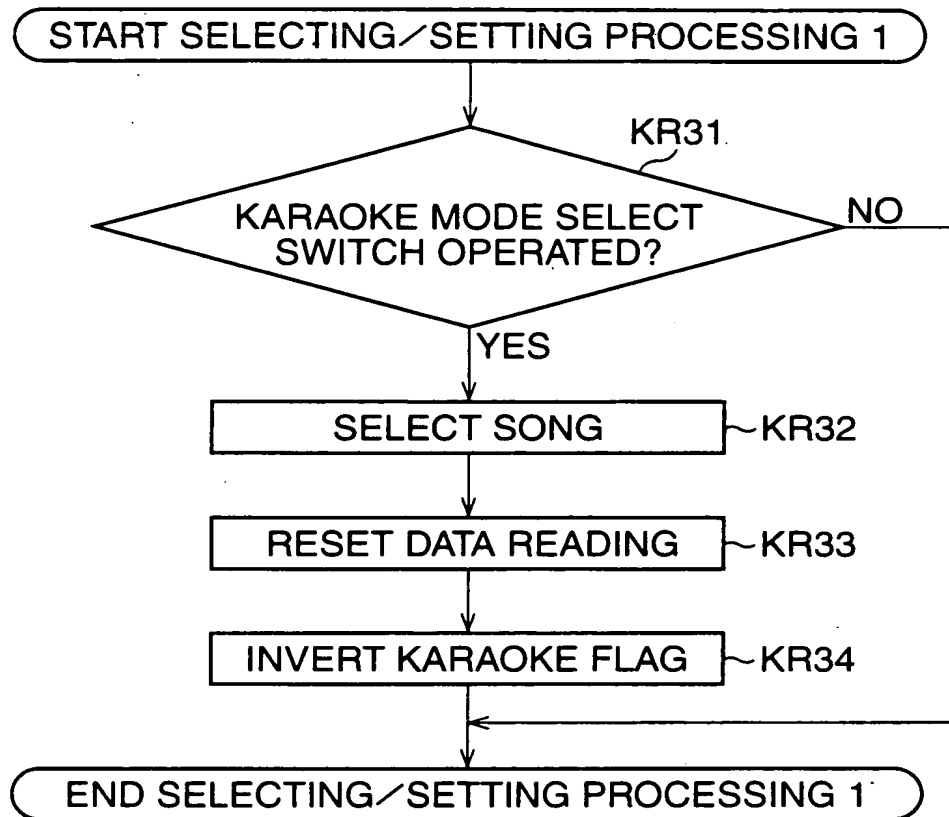 START SELECTING/SETTING PROCESSING 1
KR31
KARAOKE MODE SELECT
SWITCH OPERATED?
NO
YES
SELECT SONG
KR32
RESET DATA READING
KR33
INVERT KARAOKE FLAG
KR34
END SELECTING/SETTING PROCESSING 1